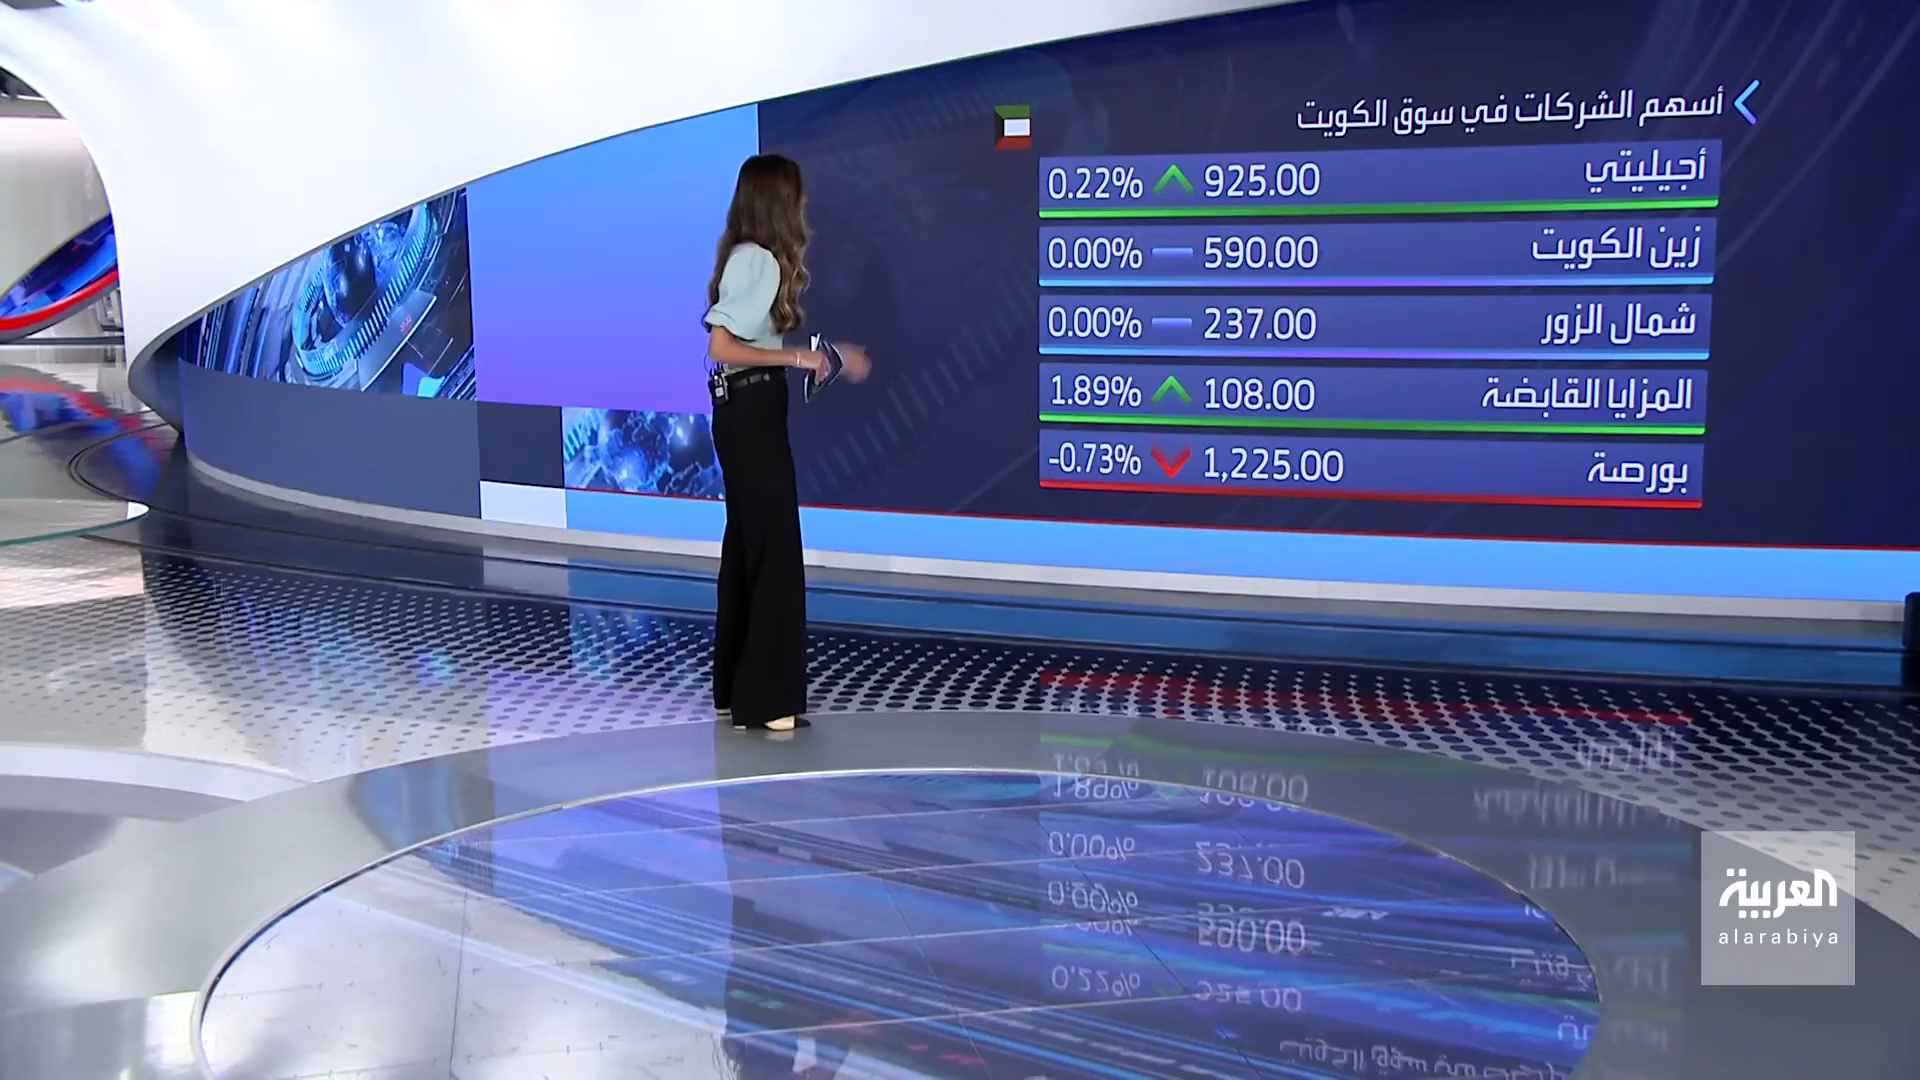 أسهم الشركات في سوق الكويت
أجيليتي 925.00 0.22%
زين الكويت 590.00 0.00%
شمال الزور 237.00 0.00%
المزايا القابضة 108.00 1.89%
بورصة 1,225.00 -0.73%
العربية
alarabiya